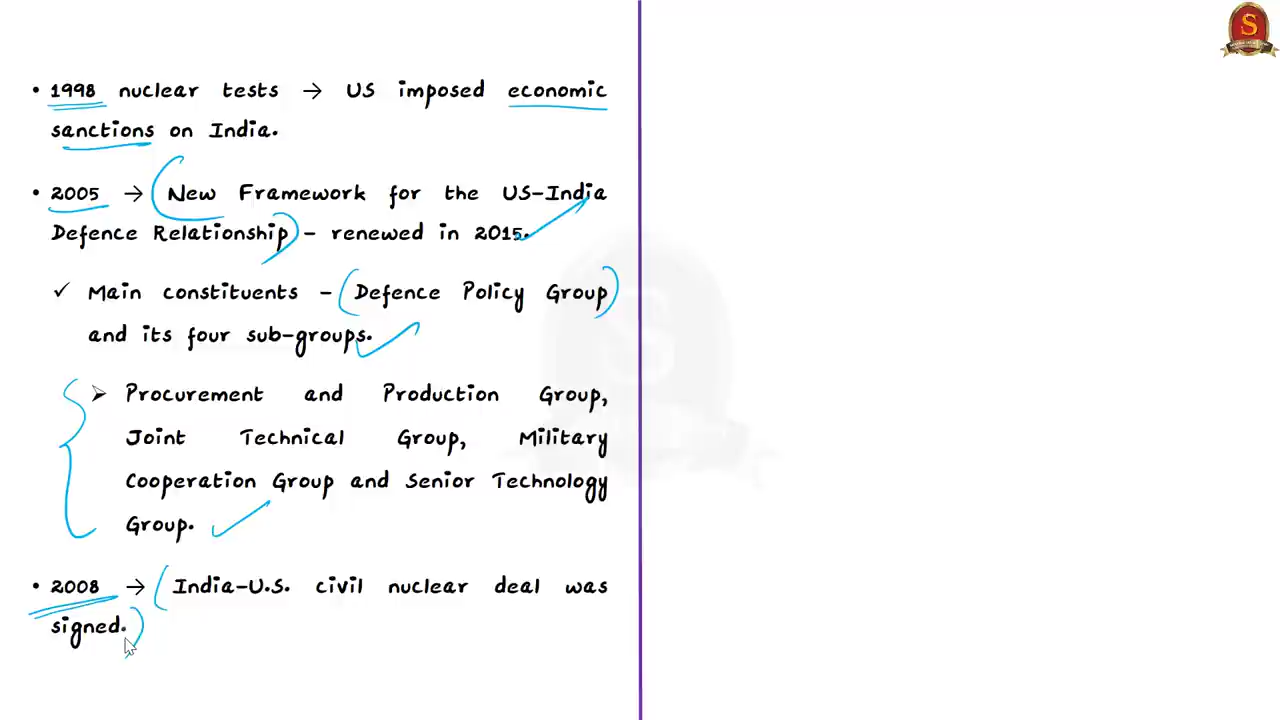 • 1998 nuclear tests → US imposed economic
sanctions on India.
• 2005 → New Framework for the US-India
Defence Relationship - renewed in 2015.
✓ Main constituents - Defence Policy Group
and its four sub-groups.
➢ Procurement and Production Group,
Joint Technical Group, Military
Cooperation Group and Senior Technology
Group.
• 2008 → India-U.S. civil nuclear deal was
signed.
S